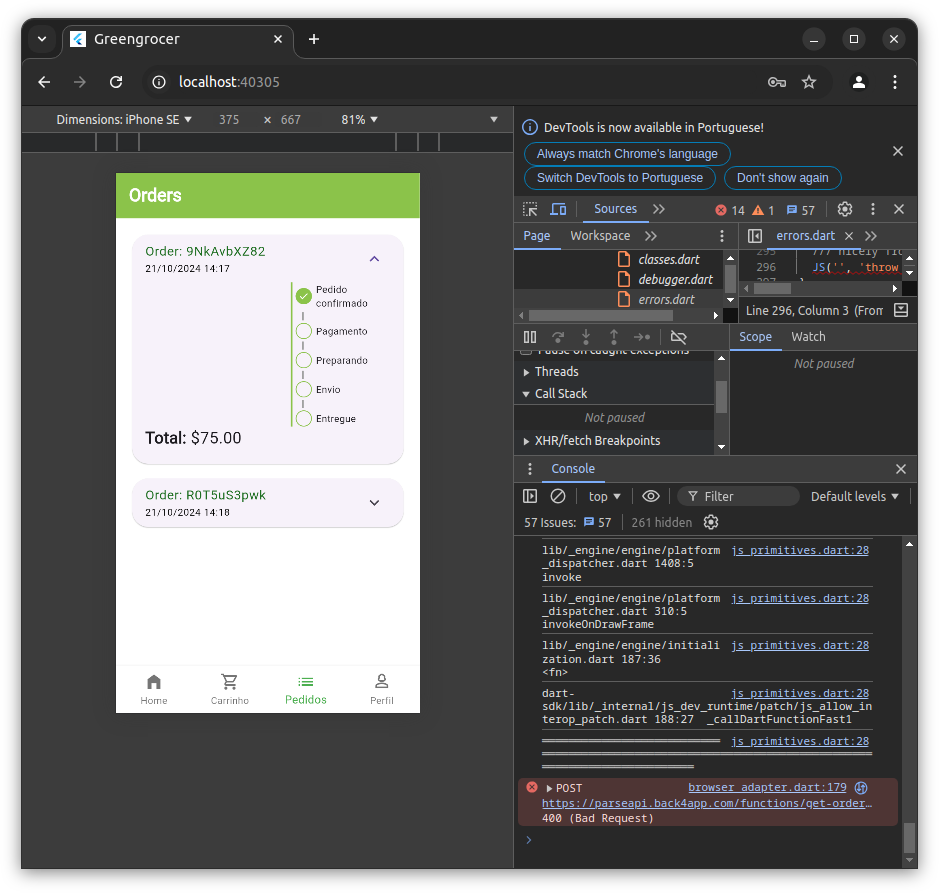 Greengrocer
localhost:40305
Dimensions: iPhone SE
375 × 667
81%
Orders
Order: 9NkAvbXZ82
21/10/2024 14:17
Pedido
confirmado
Pagamento
Preparando
Envio
Entregue
Total: $75.00
Order: R0T5uS3pwk
21/10/2024 14:18
Home
Carrinho
Pedidos
Perfil
DevTools is now available in Portuguese!
Always match Chrome's language
Switch DevTools to Portuguese
Don't show again
Sources
14
1
57
Page
Workspace
classes.dart
debugger.dart
errors.dart
errors.dart
295
296 JS('', 'throw
Line 296, Column 3 (From
Pause on caught exceptions
Threads
Call Stack
Not paused
XHR/fetch Breakpoints
Scope
Watch
Not paused
Console
top
Filter
Default levels
57 Issues: 57
261 hidden
lib/_engine/engine/platform js_primitives.dart:28
_dispatcher.dart 1408:5
invoke
lib/_engine/engine/platform js_primitives.dart:28
_dispatcher.dart 310:5
invokeOnDrawFrame
lib/_engine/engine/initiali js_primitives.dart:28
zation.dart 187:36
<fn>
dart- js_primitives.dart:28
sdk/lib/_internal/js_dev_runtime/patch/js_allow_in
terop_patch.dart 188:27 _callDartFunctionFast1
js_primitives.dart:28
POST browser_adapter.dart:179
https://parseapi.back4app.com/functions/get-order…
400 (Bad Request)